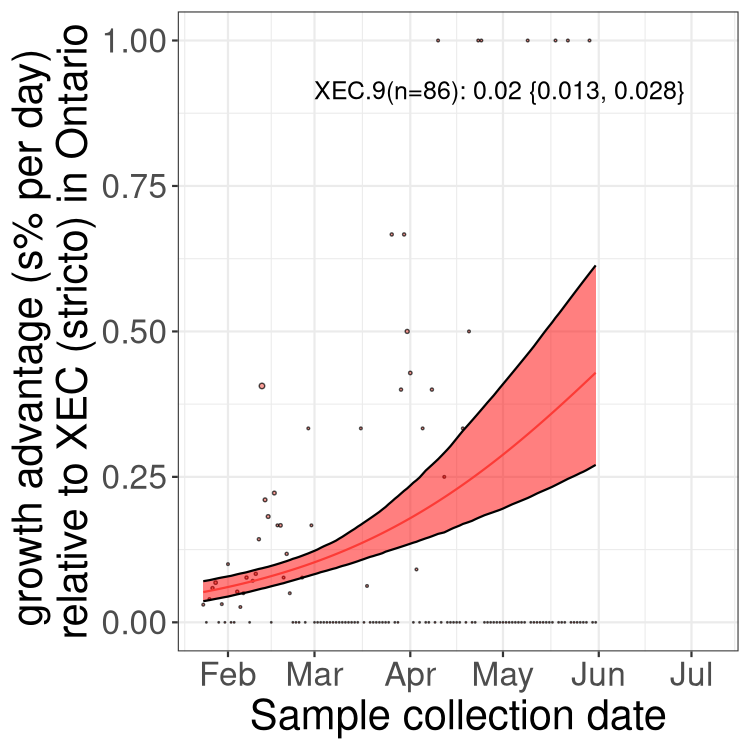 growth advantage (s% per day)
relative to XEC (stricto) in Ontario
1.00
0.75
0.50
0.25
0.00
XEC.9(n=86): 0.02 {0.013, 0.028}
Feb Mar Apr May Jun Jul
Sample collection date